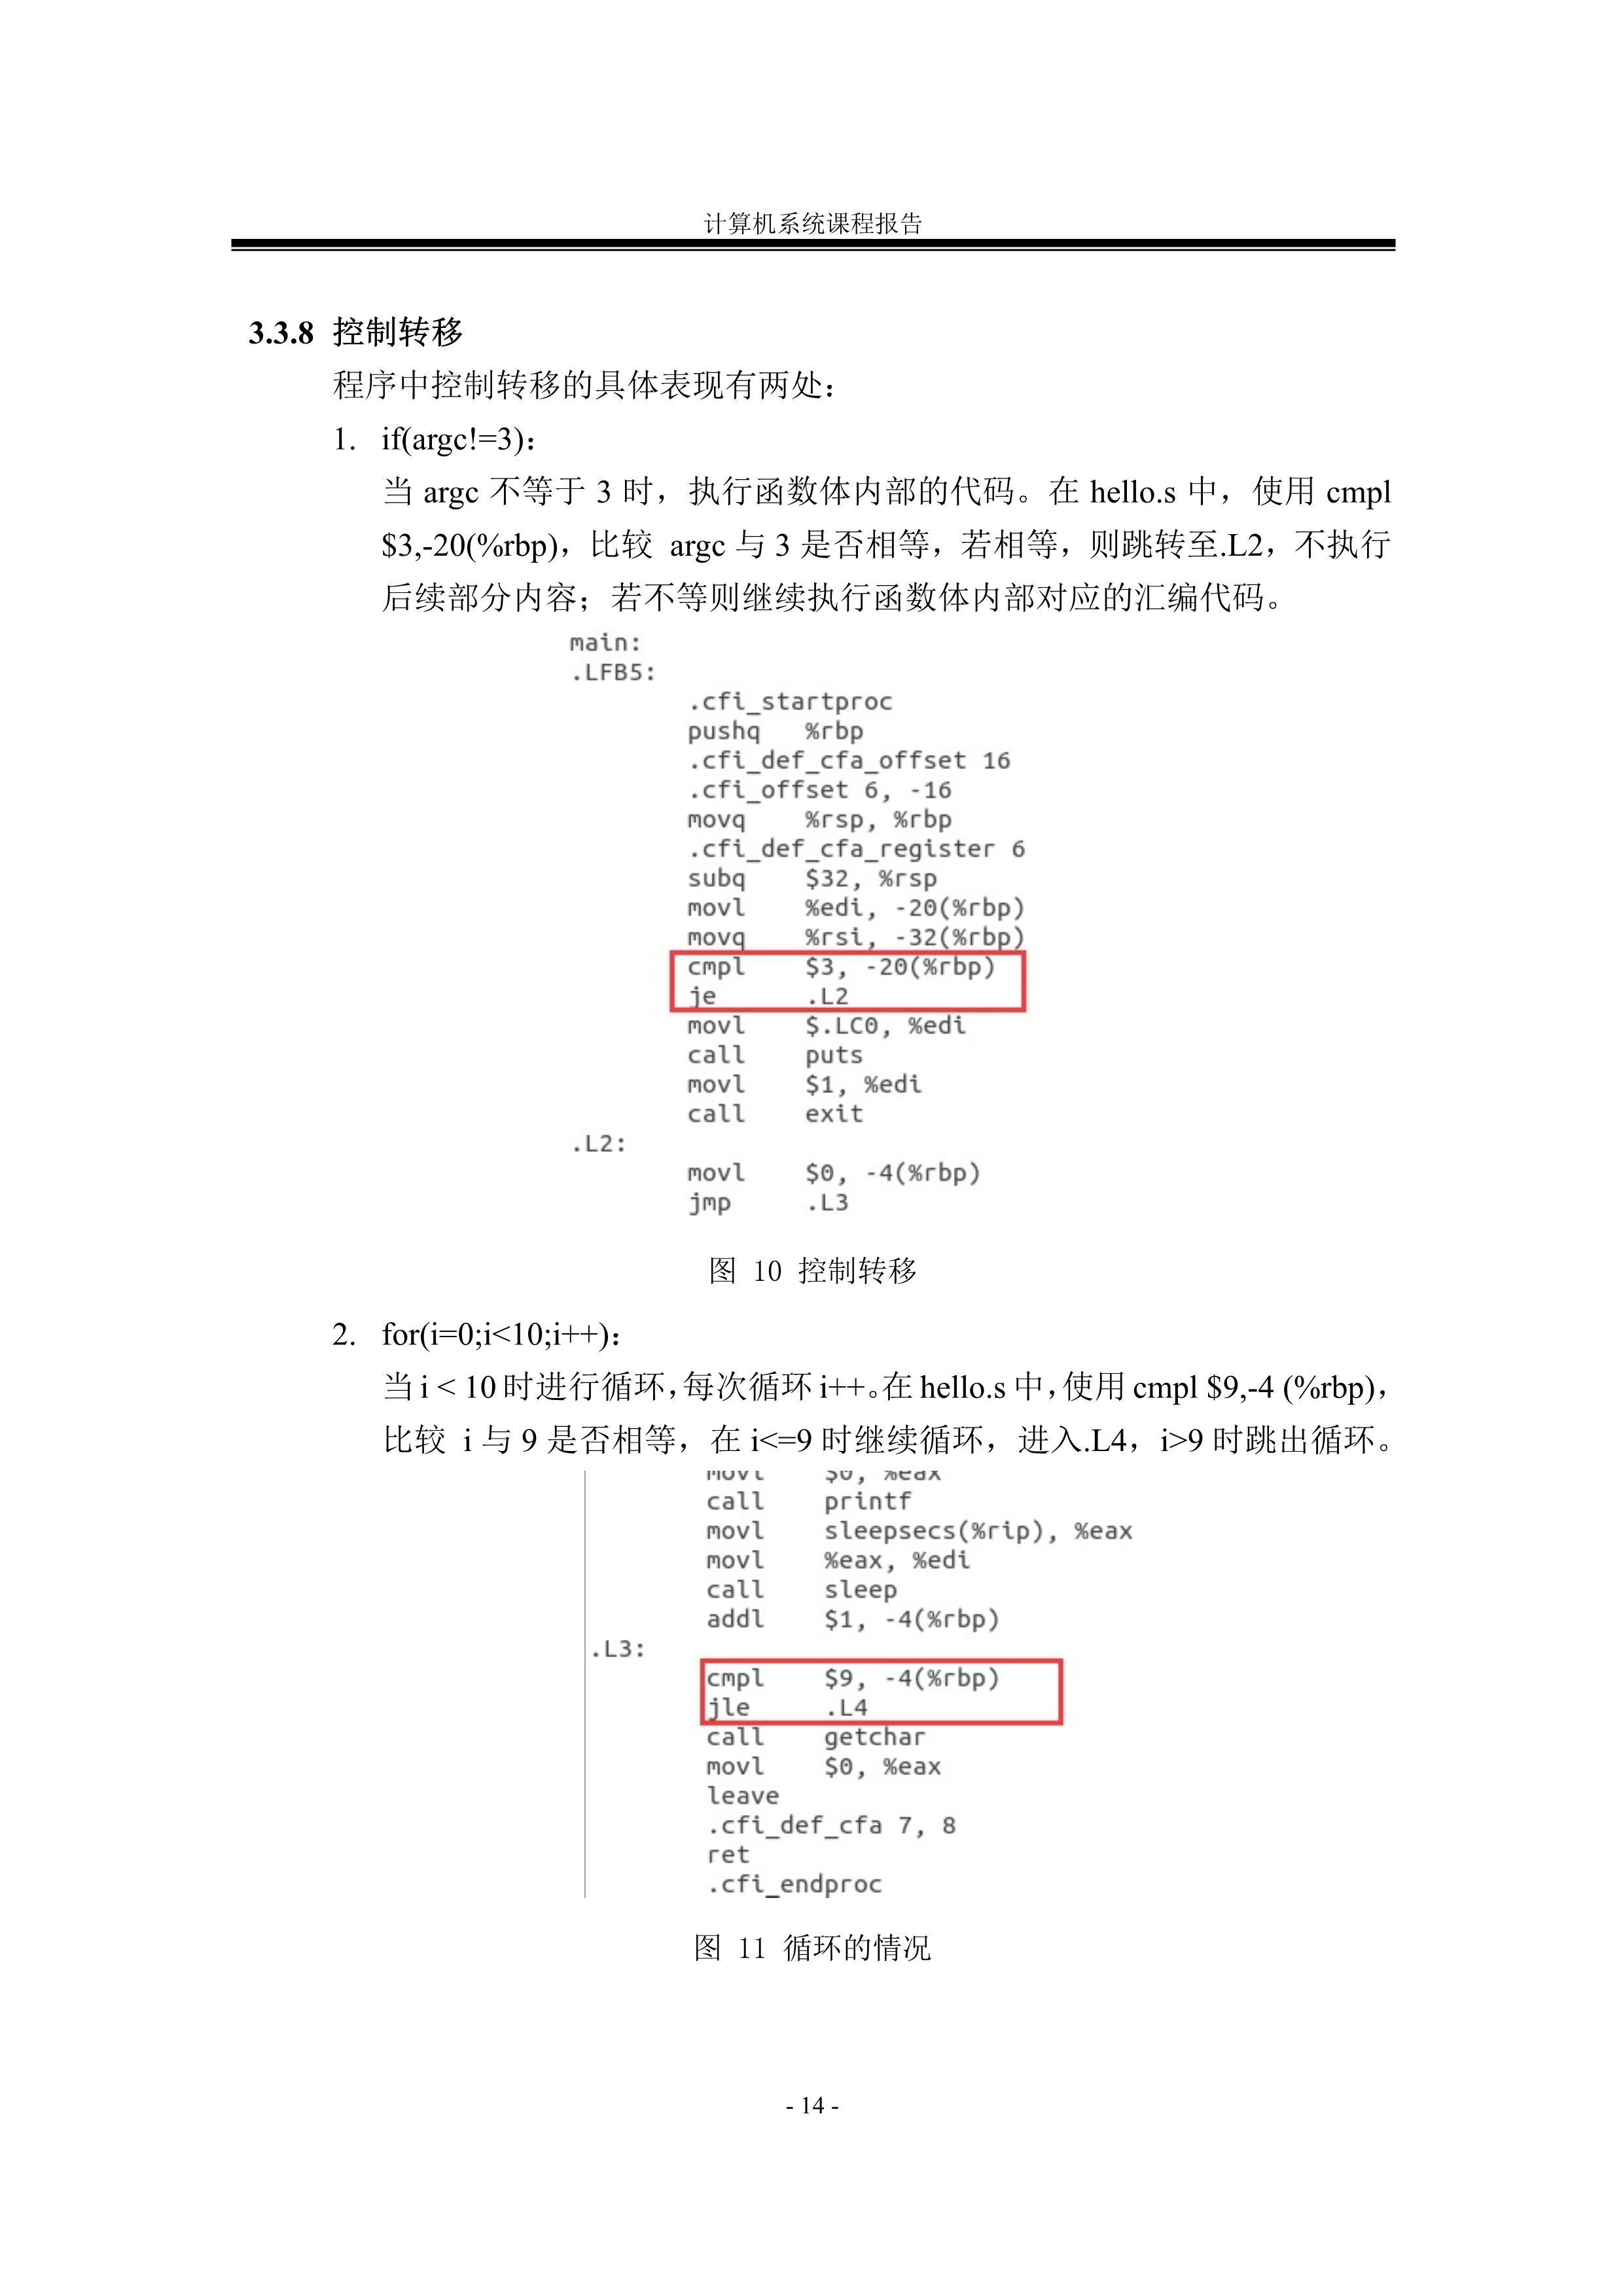 计算机系统课程报告
3.3.8 控制转移
程序中控制转移的具体表现有两处：
1. if(argc!=3)：
当 argc 不等于 3 时，执行函数体内部的代码。在 hello.s 中，使用 cmpl
$3,-20(%rbp)，比较 argc 与 3 是否相等，若相等，则跳转至.L2，不执行
后续部分内容；若不等则继续执行函数体内部对应的汇编代码。
main:
.LFB5:
.cfi_startproc
pushq %rbp
.cfi_def_cfa_offset 16
.cfi_offset 6, -16
movq %rsp, %rbp
.cfi_def_cfa_register 6
subq $32, %rsp
movl %edi, -20(%rbp)
movq %rsi, -32(%rbp)
cmpl $3, -20(%rbp)
je .L2
movl $.LC0, %edi
call puts
movl $1, %edi
call exit
.L2:
movl $0, -4(%rbp)
jmp .L3
图 10 控制转移
2. for(i=0;i<10;i++)：
当 i < 10 时进行循环，每次循环 i++。在 hello.s 中，使用 cmpl $9,-4 (%rbp)，
比较 i 与 9 是否相等，在 i<=9 时继续循环，进入.L4，i>9 时跳出循环。
movl $0, %eax
call printf
movl sleepsecs(%rip), %eax
movl %eax, %edi
call sleep
addl $1, -4(%rbp)
.L3:
cmpl $9, -4(%rbp)
jle .L4
call getchar
movl $0, %eax
leave
.cfi_def_cfa 7, 8
ret
.cfi_endproc
图 11 循环的情况
- 14 -